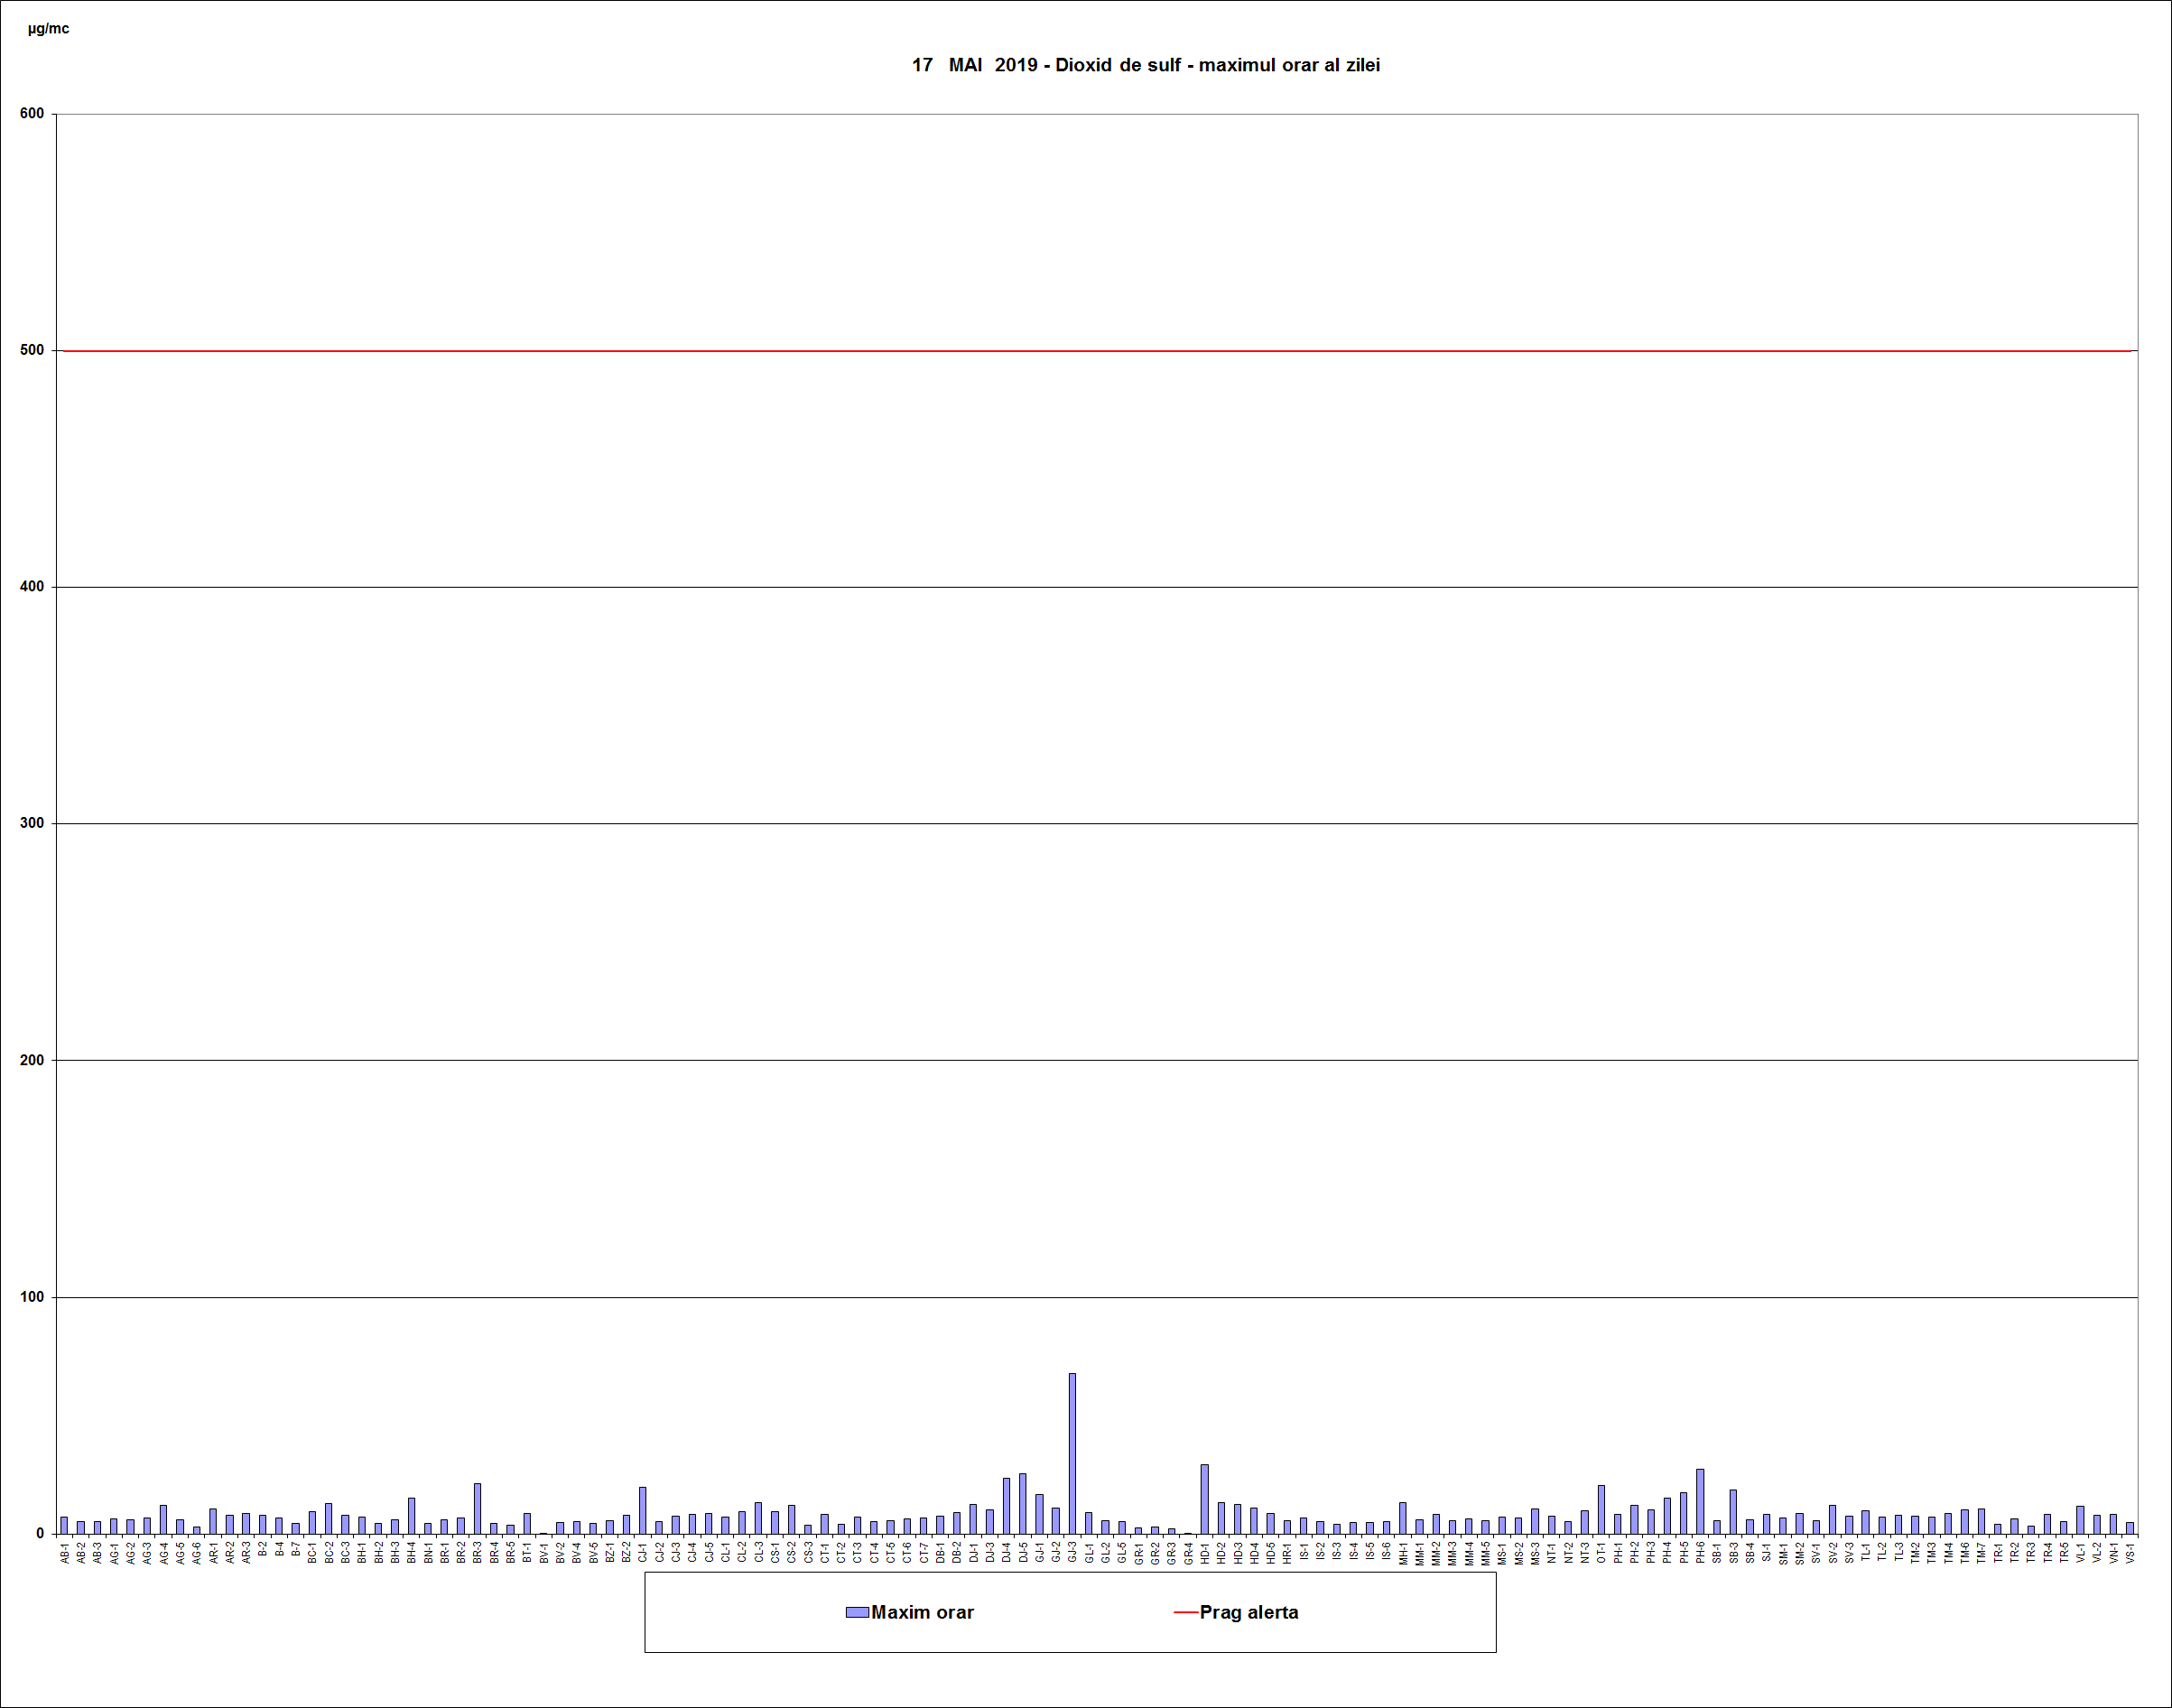 µg/mc
17 MAI 2019 - Dioxid de sulf - maximul orar al zilei
600
500
400
300
200
100
0
AB-1 AB-2 AB-3 AG-1 AG-2 AG-3 AG-4 AG-5 AG-6 AR-1 AR-2 AR-3 B-2 B-4 B-7 BC-1 BC-2 BC-3 BH-1 BH-2 BH-3 BH-4 BN-1 BR-1 BR-2 BR-3 BR-4 BR-5 BT-1 BV-1 BV-2 BV-4 BV-5 BZ-1 BZ-2 CJ-1 CJ-2 CJ-3 CJ-4 CJ-5 CL-1 CL-2 CL-3 CS-1 CS-2 CS-3 CT-1 CT-2 CT-3 CT-4 CT-5 CT-6 CT-7 DB-1 DB-2 DJ-1 DJ-3 DJ-4 DJ-5 GJ-1 GJ-2 GJ-3 GL-1 GL-2 GL-5 GR-1 GR-2 GR-3 GR-4 HD-1 HD-2 HD-3 HD-4 HD-5 HR-1 IS-1 IS-2 IS-3 IS-4 IS-5 IS-6 MH-1 MM-1 MM-2 MM-3 MM-4 MM-5 MS-1 MS-2 MS-3 NT-1 NT-2 NT-3 OT-1 PH-1 PH-2 PH-3 PH-4 PH-5 PH-6 SB-1 SB-3 SB-4 SJ-1 SM-1 SM-2 SV-1 SV-2 SV-3 TL-1 TL-2 TL-3 TM-2 TM-3 TM-4 TM-6 TM-7 TR-1 TR-2 TR-3 TR-4 TR-5 VL-1 VL-2 VN-1 VS-1
Maxim orar Prag alerta